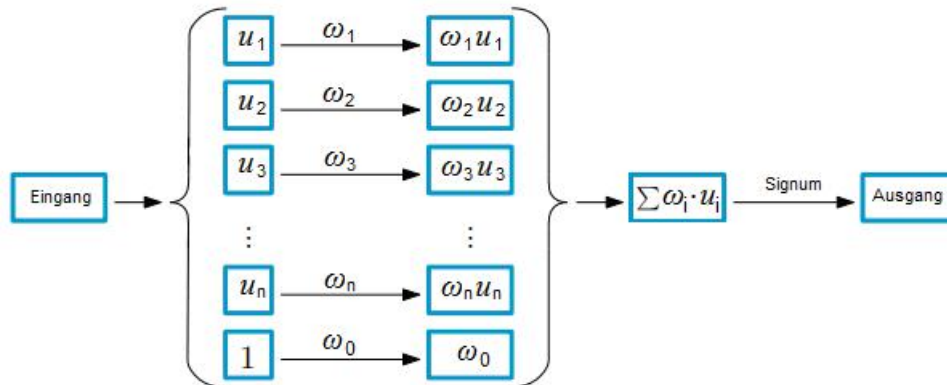 u₁ ω₁ ω₁u₁
u₂ ω₂ ω₂u₂
u₃ ω₃ ω₃u₃
Eingang ∑ωᵢ·uᵢ Signum Ausgang
⋮ ⋮
uₙ ωₙ ωₙuₙ
1 ω₀ ω₀